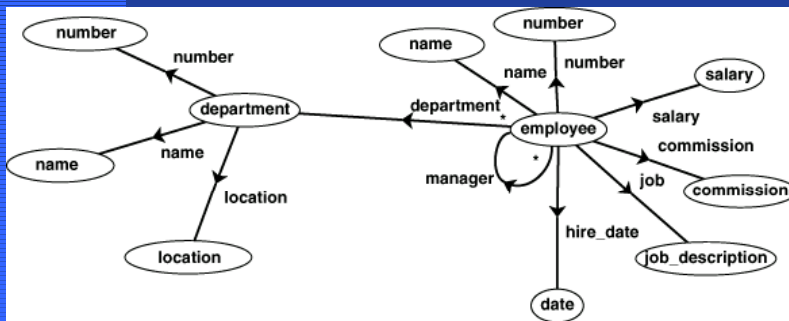 number
number
name
number
name
number
salary
department
department
*
employee
salary
name
name
*
commission
manager
job
commission
location
hire_date
location
job_description
date